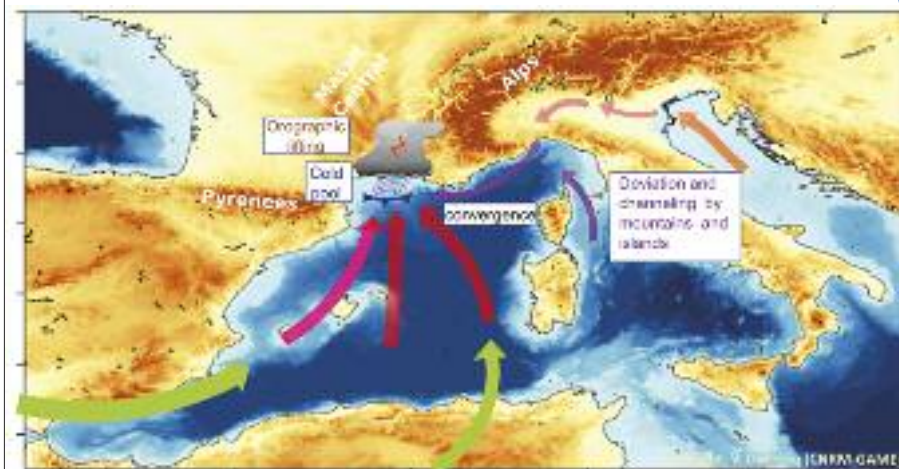 MASSIF
CENTRAL
Alps
Orographic
lifting
Cold
pool
Pyrenees
convergence
Deviation and
channeling by
mountains and
islands
CNRM-GAME